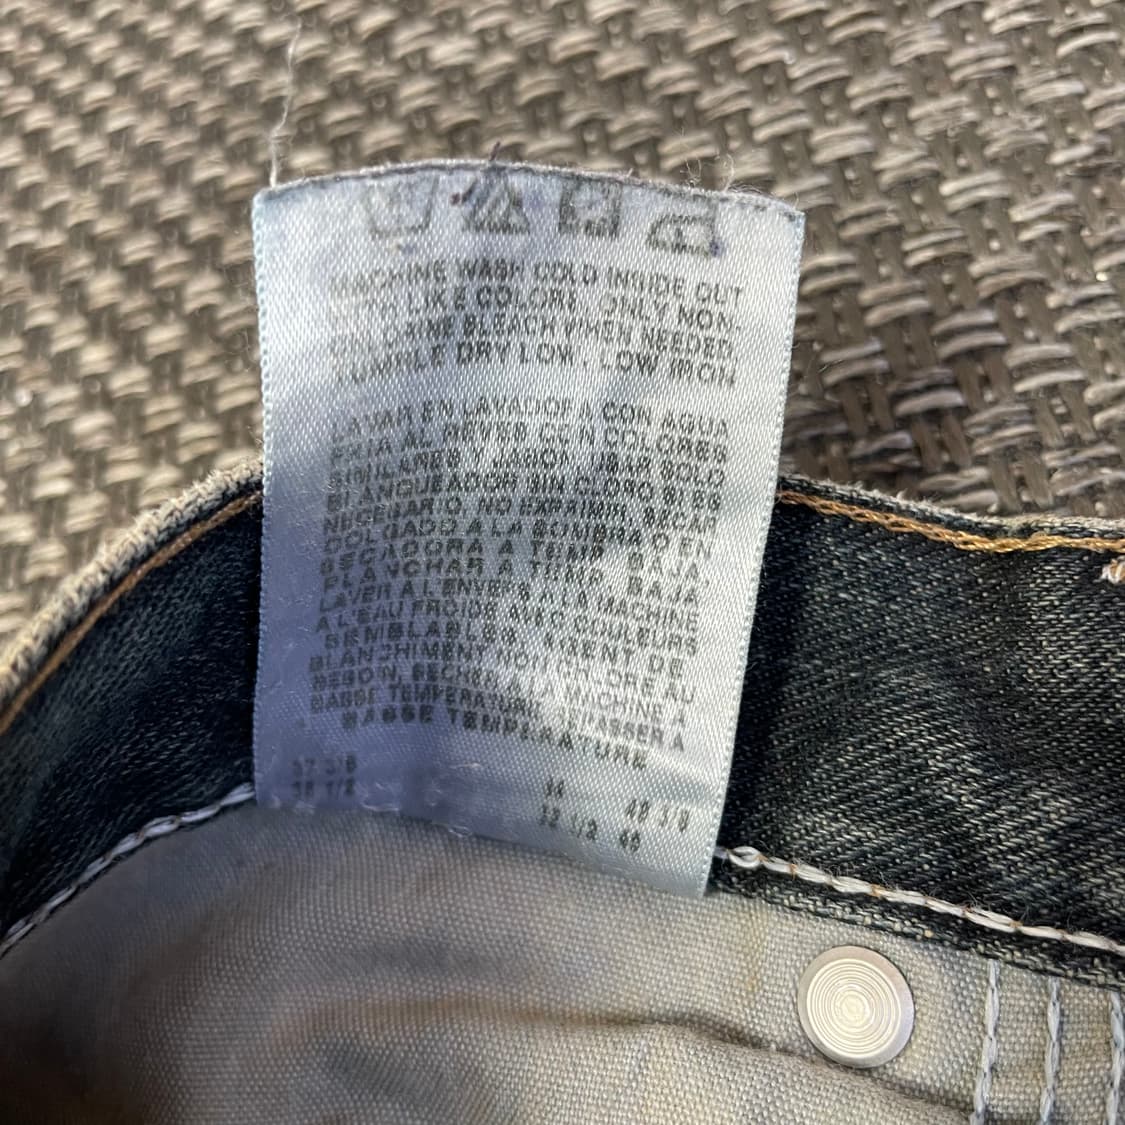 MACHINE WASH COLD INSIDE OUT
LIKE COLORS, ONLY NON-
BLEACH WHEN NEEDED
TUMBLE DRY LOW, LOW IRON
LAVAR EN LAVADORA CON AGUA
FRIA AL REVES CON COLORES
SIMILARES USAR SOLO
BLANQUEADOR SIN CLORO SI ES
NECESARIO, NO EXPRIMIR, SECAR
COLGADO A LA SOMBRA O EN
SECADORA A TEMP. BAJA.
PLANCHAR A TEMP. BAJA.
LAVER A L'ENVERS A LA MACHINE
A L'EAU FROIDE AVEC COULEURS
SEMBLABLES. AGENT DE
BLANCHIMENT NON CHLORE AU
BESOIN, SECHER A LA MACHINE A
BASSE TEMPERATURE REPASSER A
BASSE TEMPERATURE